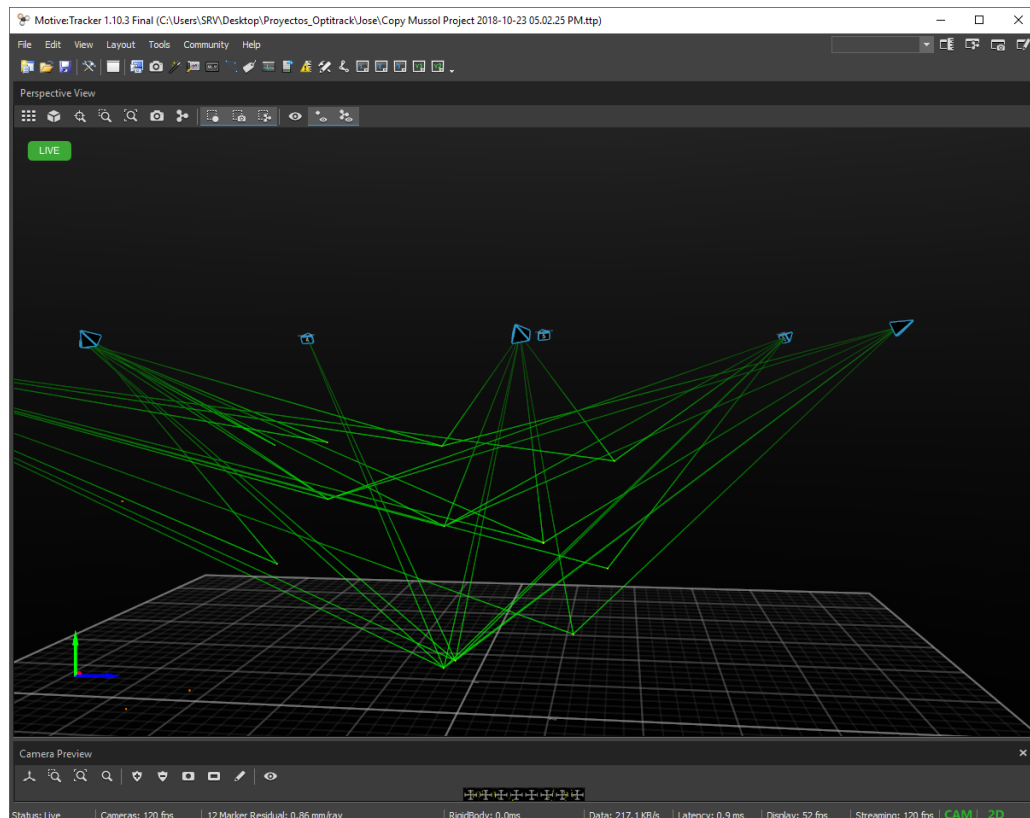 Motive:Tracker 1.10.3 Final (C:\Users\SRV\Desktop\Proyectos_Optitrack\Jose\Copy Mussol Project 2018-10-23 05.02.25 PM.ttp)
File Edit View Layout Tools Community Help
Perspective View
LIVE
Camera Preview
Status: Live Cameras: 120 fps 12 Marker Residual: 0.86 mm/ray RigidBody: 0.0ms Data: 217.1 KB/s Latency: 0.9 ms Display: 52 fps Streaming: 120 fps CAM 2D